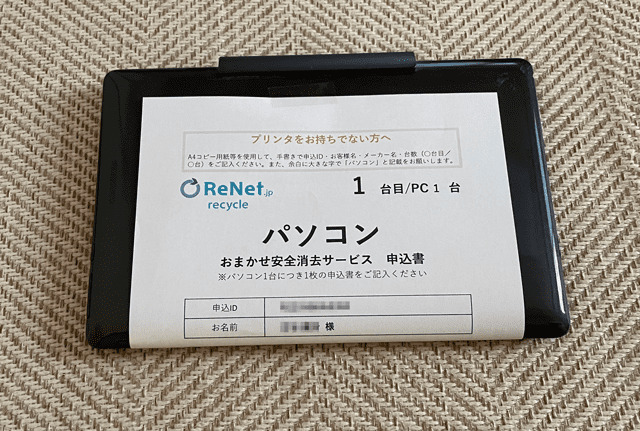 プリンタをお持ちでない方へ
A4コピー用紙等を使用して、手書きで申込ID・お客様名・メーカー名・台数(〇台目/
〇台)をご記入ください。また、余白に大きな字で「パソコン」と記載をお願いします。
ReNet.jp
recycle
1 台目/PC 1 台
パソコン
おまかせ安全消去サービス 申込書
※パソコン1台につき1枚の申込書をご記入ください
申込ID
お名前 様